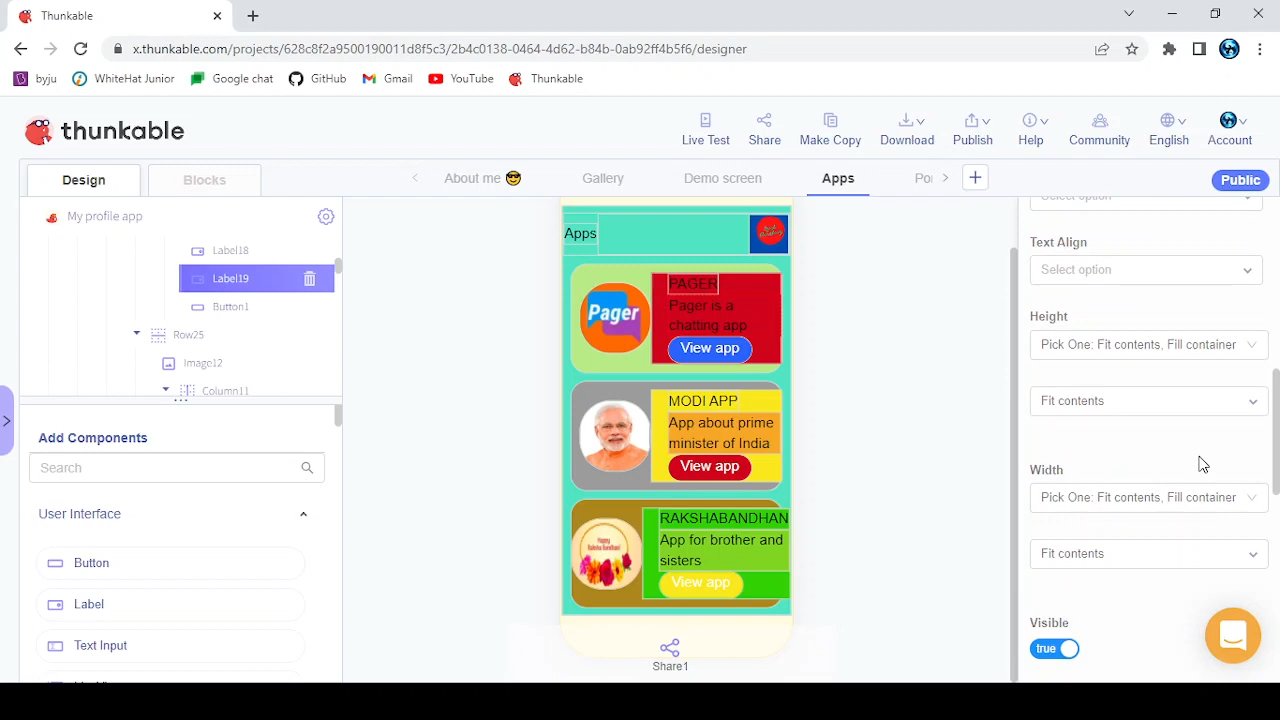 Thunkable
x.thunkable.com/projects/628c8f2a9500190011d8f5c3/2b4c0138-0464-4d62-b84b-0ab92ff4b5f6/designer
byju WhiteHat Junior Google chat GitHub Gmail YouTube Thunkable
thunkable
Live Test Share Make Copy Download Publish Help Community English Account
Design Blocks About me 😎 Gallery Demo screen Apps Public
My profile app
Label18
Label19
Button1
Row25
Image12
Column11
Add Components
Search
User Interface
Button
Label
Text Input
Apps
Pager
PAGER
Pager is a
chatting app
View app
MODI APP
App about prime
minister of India
View app
Happy
Raksha Bandhan
RAKSHABANDHAN
App for brother and
sisters
View app
Share1
Select option
Text Align
Select option
Height
Pick One: Fit contents, Fill container
Fit contents
Width
Pick One: Fit contents, Fill container
Fit contents
Visible
true